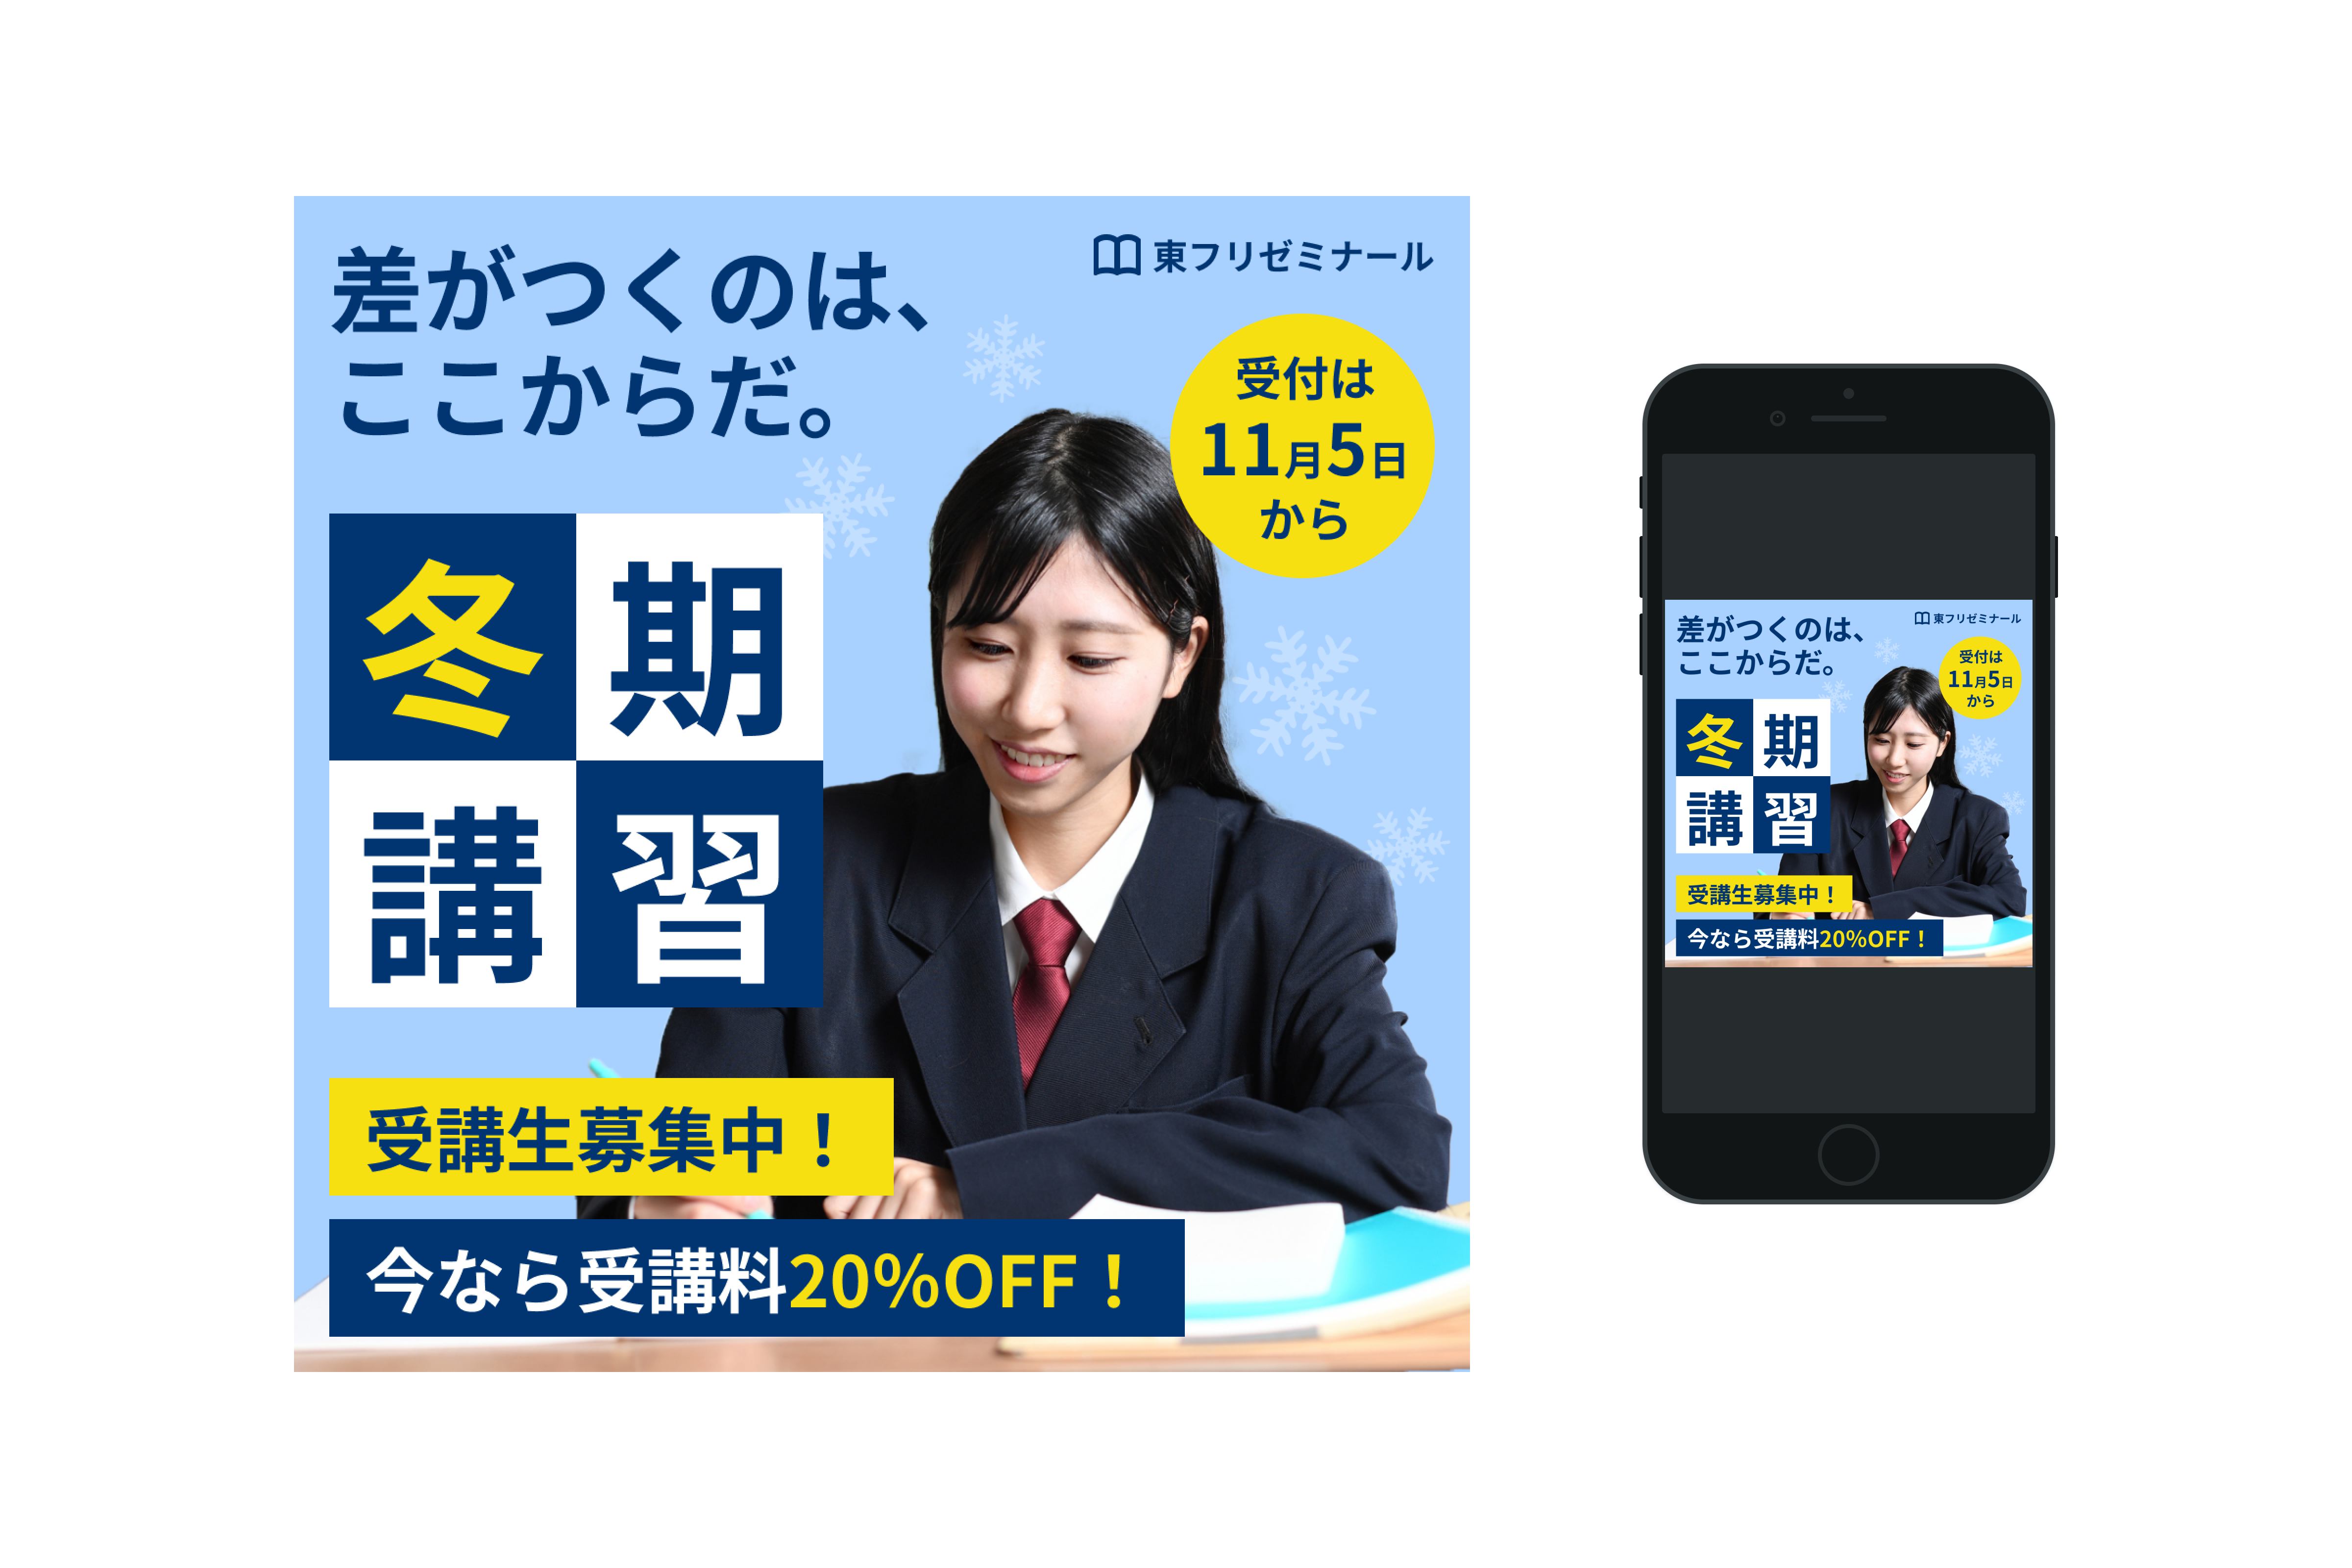 差がつくのは、
ここからだ。
東フリゼミナール
受付は
11月5日
から
冬期
講習
受講生募集中！
今なら受講料20%OFF！
差がつくのは、
ここからだ。
東フリゼミナール
受付は
11月5日
から
冬期
講習
受講生募集中！
今なら受講料20%OFF！